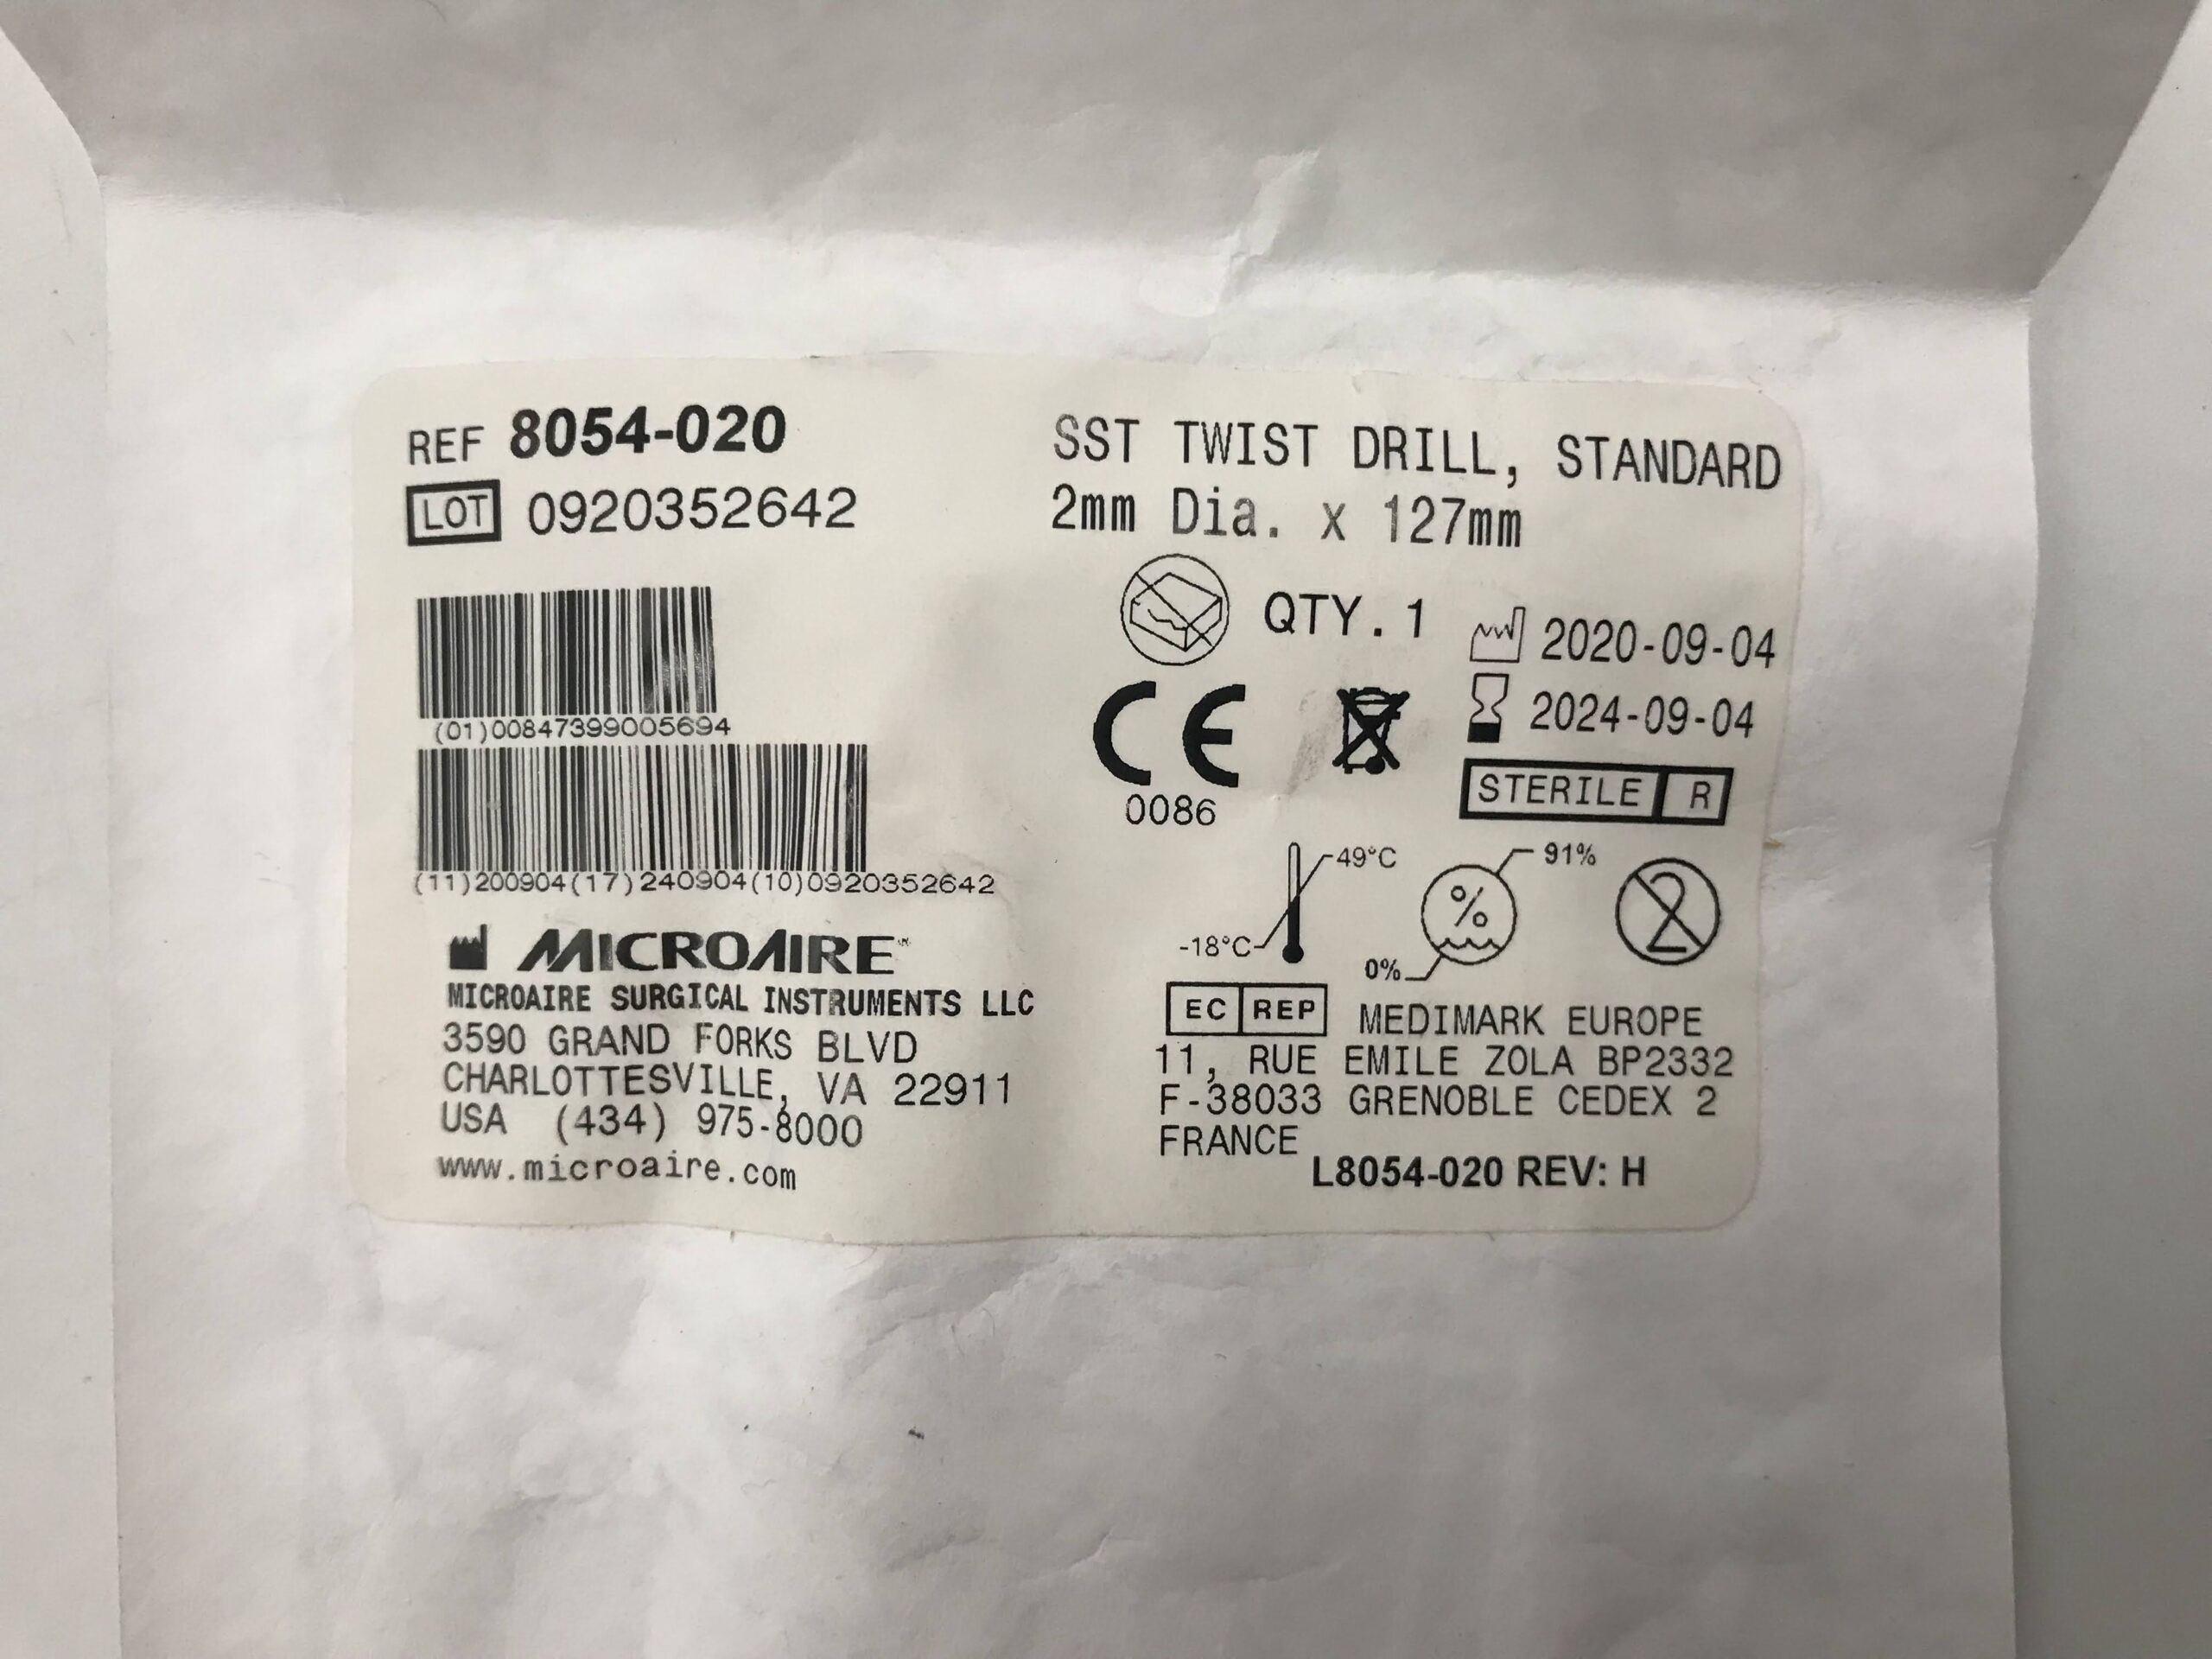 REF 8054-020
LOT 0920352642
(01)00847399005694
(11)200904(17)240904(10)0920352642
MICROAIRE™
MICROAIRE SURGICAL INSTRUMENTS LLC
3590 GRAND FORKS BLVD
CHARLOTTESVILLE, VA 22911
USA (434) 975-8000
www.microaire.com
SST TWIST DRILL, STANDARD
2mm Dia. x 127mm
QTY. 1
2020-09-04
2024-09-04
CE
0086
STERILE R
49°C
-18°C
91%
%
0%
2
EC REP MEDIMARK EUROPE
11, RUE EMILE ZOLA BP2332
F-38033 GRENOBLE CEDEX 2
FRANCE
L8054-020 REV: H